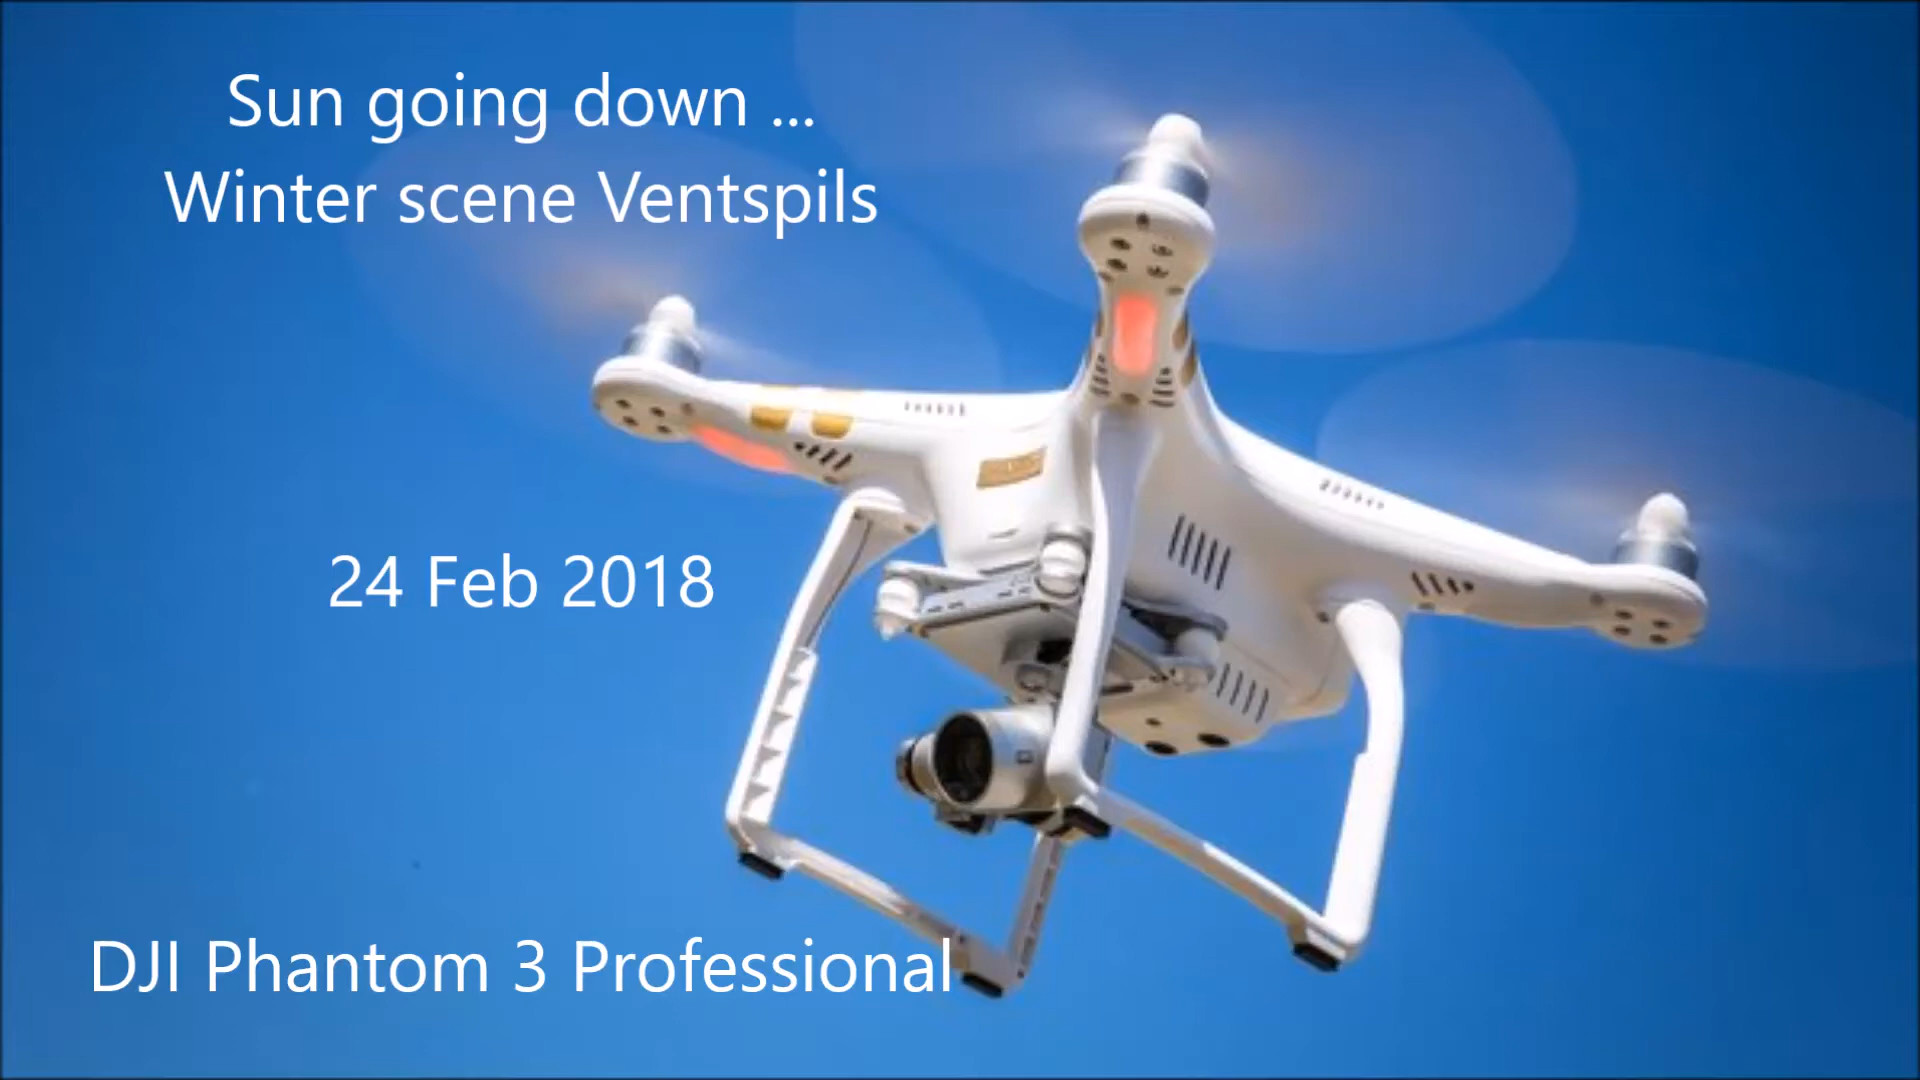 Sun going down ...
Winter scene Ventspils
24 Feb 2018
DJI Phantom 3 Professional